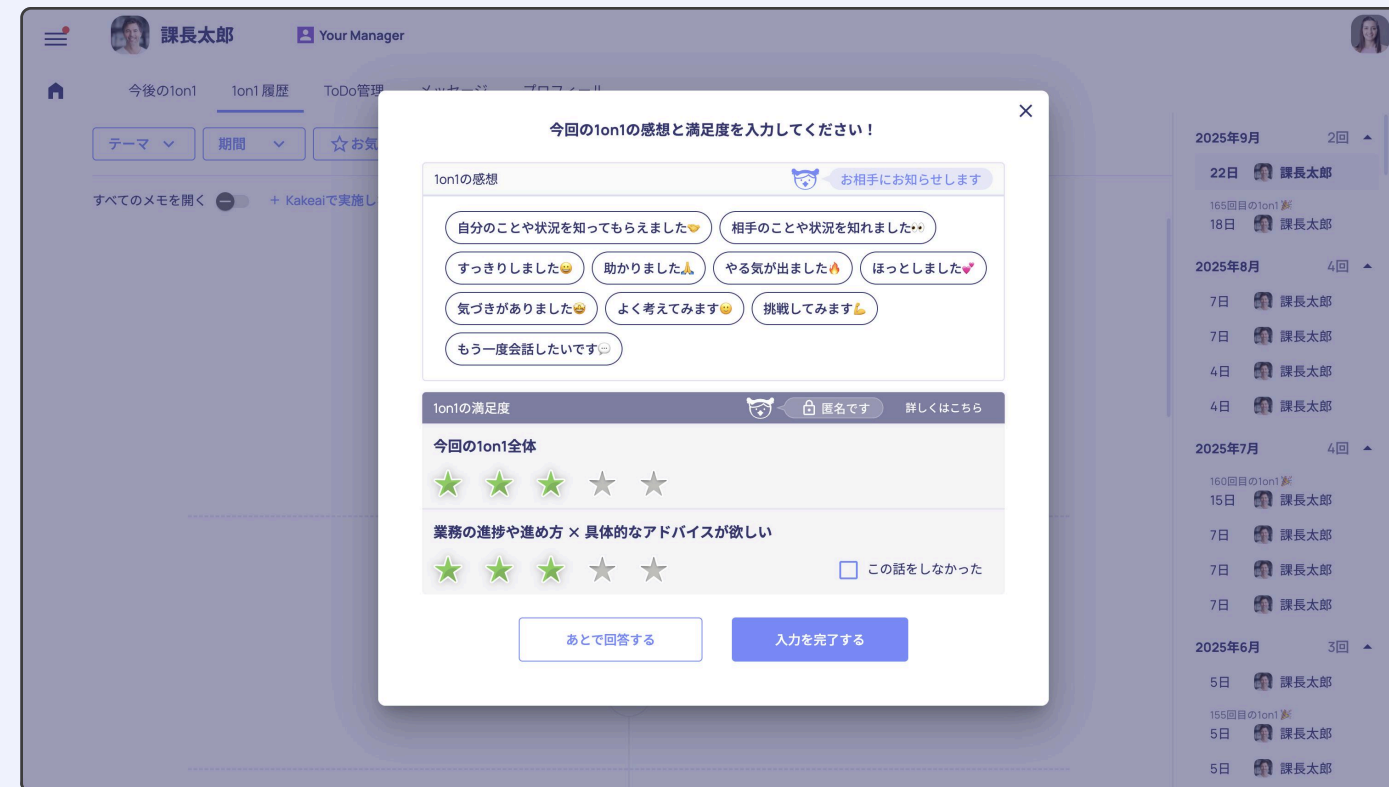 課長太郎 Your Manager
今後の1on1 1on1 履歴 ToDo管理 メッセージ プロフィール
テーマ 期間 ☆お気
すべてのメモを開く + Kakeaiで実施し
今回の1on1の感想と満足度を入力してください！
1on1の感想 お相手にお知らせします
自分のことや状況を知ってもらえました🤝 相手のことや状況を知れました👀
すっきりしました😀 助かりました🙏 やる気が出ました🔥 ほっとしました💕
気づきがありました🤩 よく考えてみます🙂 挑戦してみます💪
もう一度会話したいです💬
1on1の満足度 匿名です 詳しくはこちら
今回の1on1全体
業務の進捗や進め方 × 具体的なアドバイスが欲しい
この話をしなかった
あとで回答する 入力を完了する
2025年9月 2回
22日 課長太郎
165回目の1on1🎉
18日 課長太郎
2025年8月 4回
7日 課長太郎
7日 課長太郎
4日 課長太郎
4日 課長太郎
2025年7月 4回
160回目の1on1🎉
15日 課長太郎
7日 課長太郎
7日 課長太郎
7日 課長太郎
2025年6月 3回
5日 課長太郎
155回目の1on1🎉
5日 課長太郎
5日 課長太郎